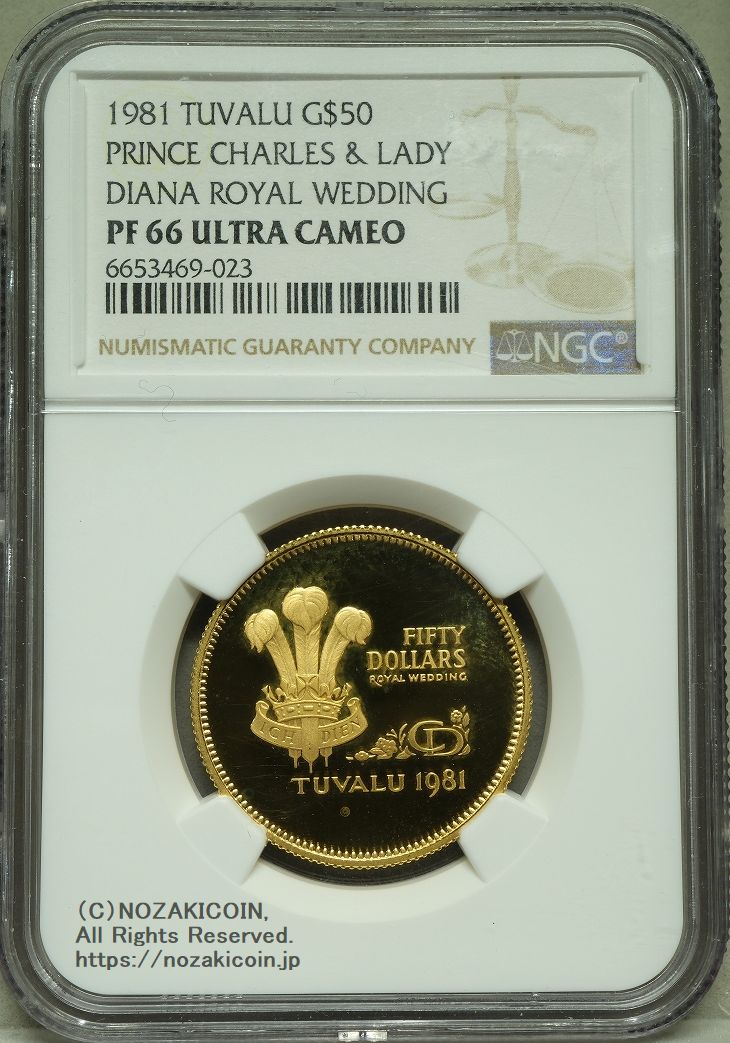 1981 TUVALU G$50
PRINCE CHARLES & LADY
DIANA ROYAL WEDDING
PF 66 ULTRA CAMEO
6653469-023
NUMISMATIC GUARANTY COMPANY
NGC®
FIFTY
DOLLARS
ROYAL WEDDING
ICH DIEN
CD
TUVALU 1981
(C)NOZAKICOIN,
All Rights Reserved.
https://nozakicoin.jp